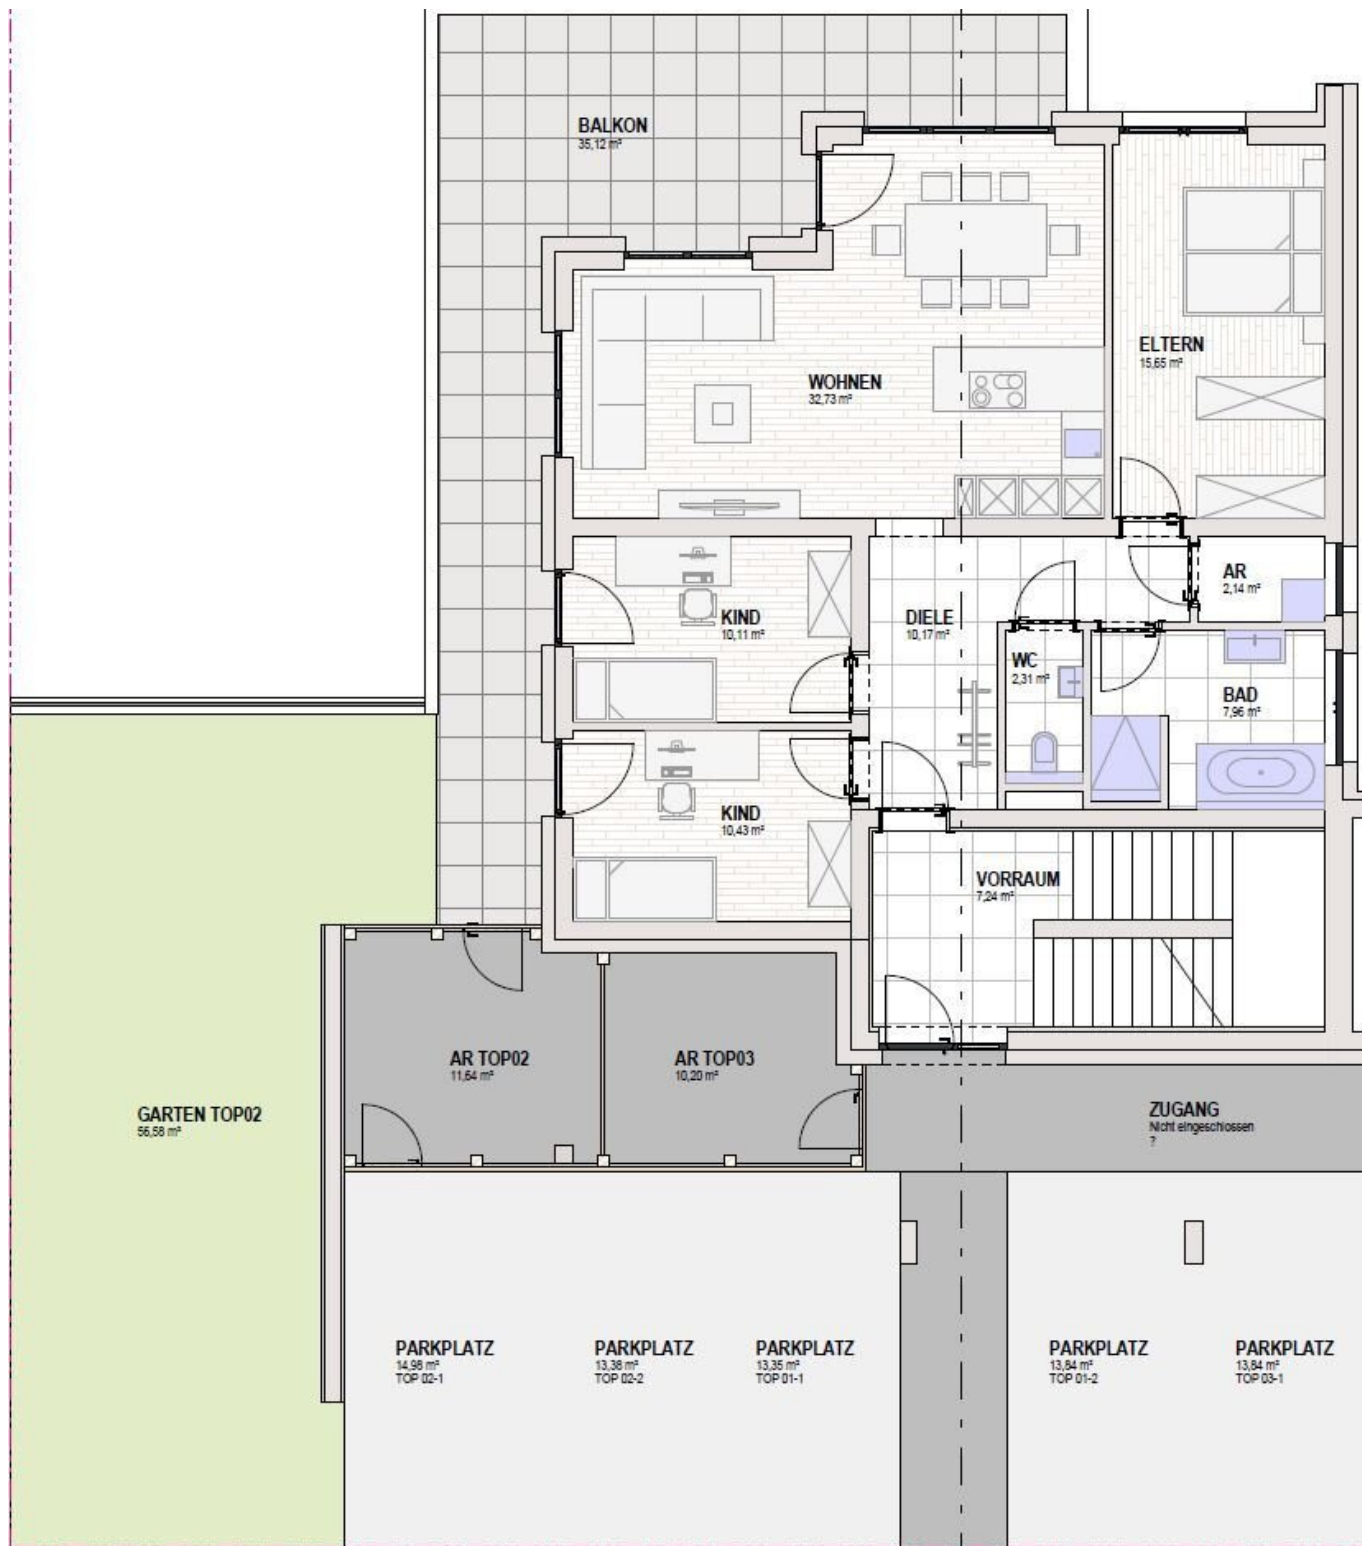 BALKON
35,12 m²
ELTERN
15,65 m²
WOHNEN
32,73 m²
AR
2,14 m²
KIND
10,11 m²
DIELE
10,17 m²
WC
2,31 m²
BAD
7,96 m²
KIND
10,43 m²
VORRAUM
7,24 m²
AR TOP02
11,64 m²
AR TOP03
10,20 m²
GARTEN TOP02
56,58 m²
ZUGANG
Nicht eingeschlossen
?
PARKPLATZ
14,98 m²
TOP 02-1
PARKPLATZ
13,38 m²
TOP 02-2
PARKPLATZ
13,35 m²
TOP 01-1
PARKPLATZ
13,84 m²
TOP 01-2
PARKPLATZ
13,84 m²
TOP 03-1